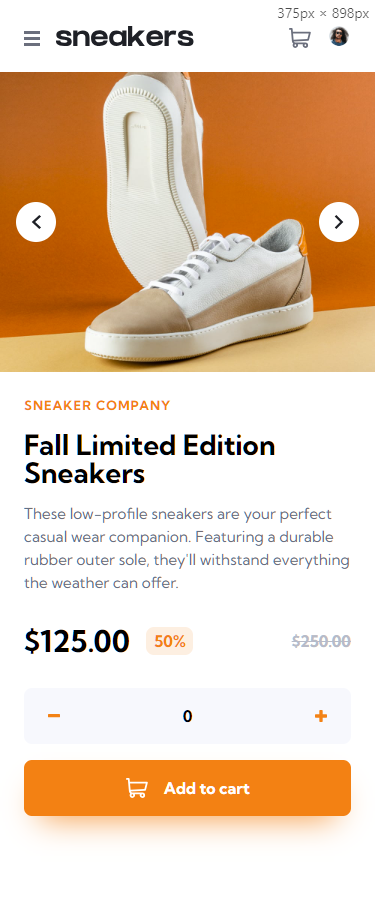 375px × 898px
sneakers
SNEAKER COMPANY
Fall Limited Edition
Sneakers
These low-profile sneakers are your perfect
casual wear companion. Featuring a durable
rubber outer sole, they'll withstand everything
the weather can offer.
$125.00 50% $250.00
0
Add to cart